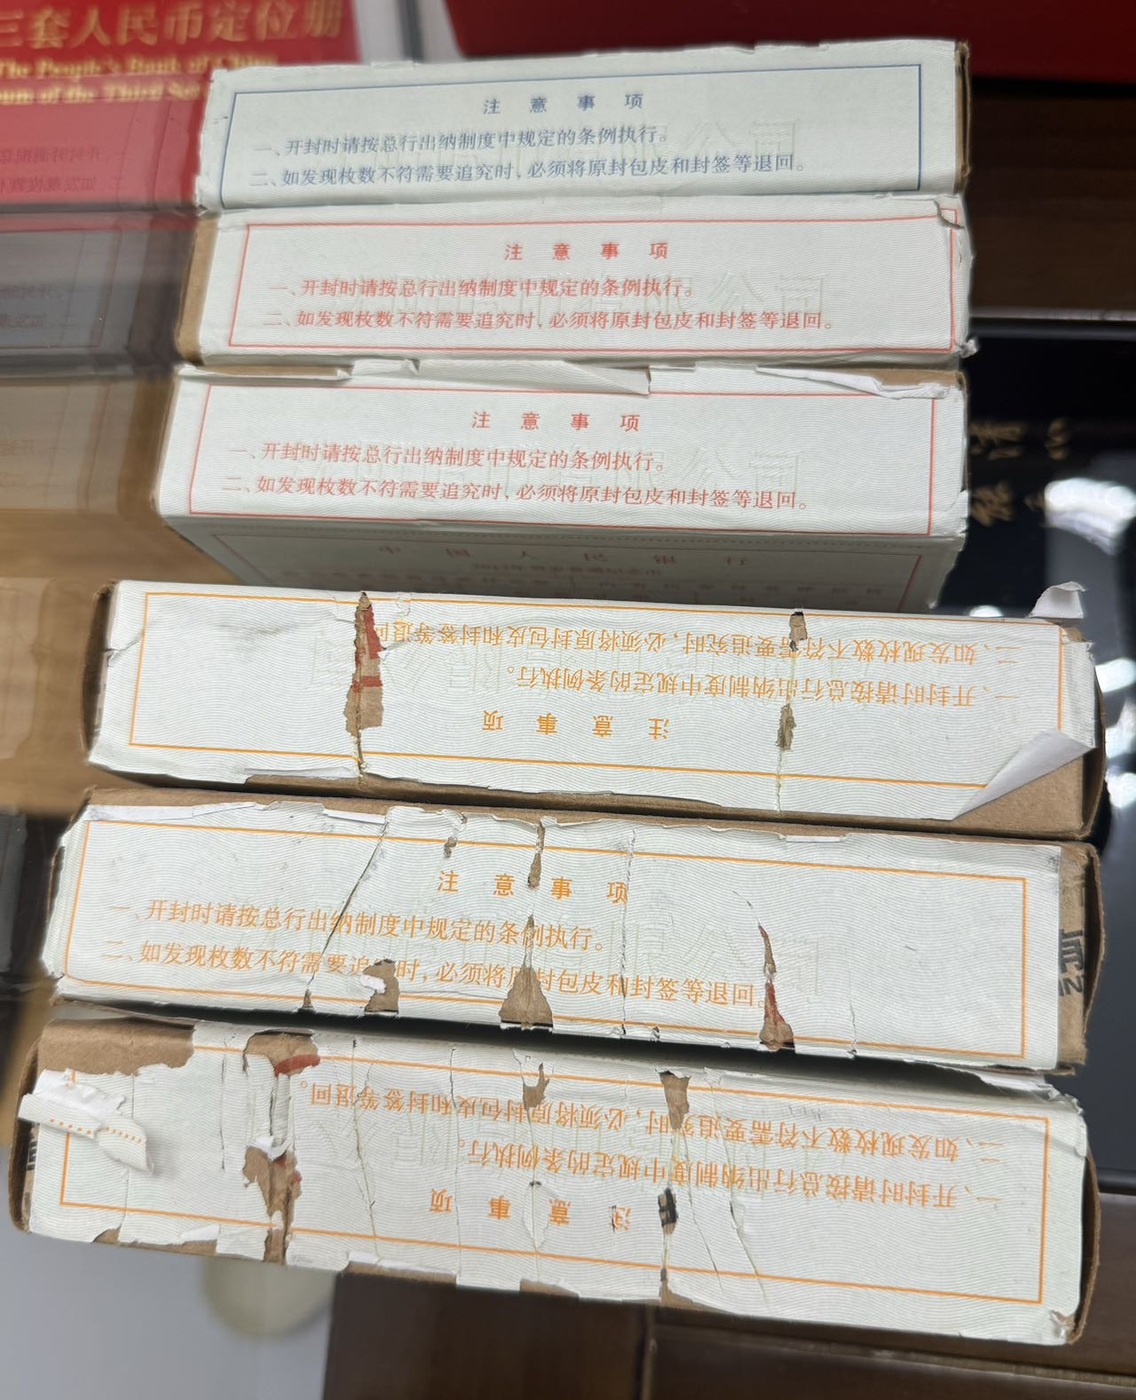 三套人民币定位册
The People's Bank of China
um of the Third Set
注意事项
一、开封时请按总行出纳制度中规定的条例执行。
二、如发现枚数不符需要追究时，必须将原封包皮和封签等退回。
注意事项
一、开封时请按总行出纳制度中规定的条例执行。
二、如发现枚数不符需要追究时，必须将原封包皮和封签等退回。
注意事项
一、开封时请按总行出纳制度中规定的条例执行。
二、如发现枚数不符需要追究时，必须将原封包皮和封签等退回。
中国人民银行
注意事项
一、开封时请按总行出纳制度中规定的条例执行。
二、如发现枚数不符需要追究时，必须将原封包皮和封签等退回
注意事项
一、开封时请按总行出纳制度中规定的条例执行。
二、如发现枚数不符需要追究时，必须将原封包皮和封签等退回
注意事项
一、开封时请按总行出纳制度中规定的条例执行。
二、如发现枚数不符需要追究时，必须将原封包皮和封签等退回。